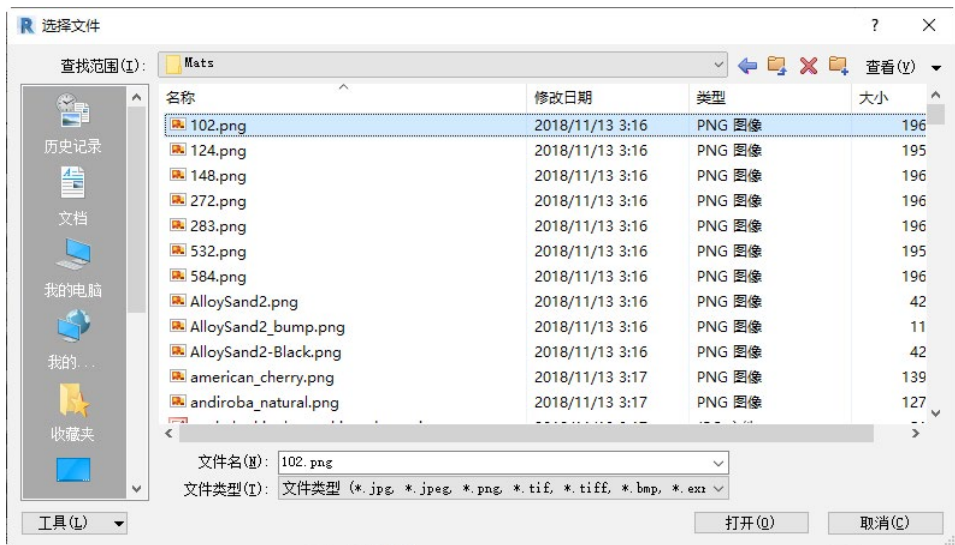 选择文件
查找范围(I): Mats 查看(V)
名称 修改日期 类型 大小
102.png 2018/11/13 3:16 PNG 图像 196
124.png 2018/11/13 3:16 PNG 图像 195
148.png 2018/11/13 3:16 PNG 图像 196
272.png 2018/11/13 3:16 PNG 图像 196
283.png 2018/11/13 3:16 PNG 图像 196
532.png 2018/11/13 3:16 PNG 图像 195
584.png 2018/11/13 3:16 PNG 图像 196
AlloySand2.png 2018/11/13 3:16 PNG 图像 42
AlloySand2_bump.png 2018/11/13 3:16 PNG 图像 11
AlloySand2-Black.png 2018/11/13 3:16 PNG 图像 42
american_cherry.png 2018/11/13 3:17 PNG 图像 139
andiroba_natural.png 2018/11/13 3:17 PNG 图像 127
历史记录
文档
我的电脑
我的...
收藏夹
文件名(N): 102.png
文件类型(T): 文件类型 (*.jpg, *.jpeg, *.png, *.tif, *.tiff, *.bmp, *.exr
工具(L) 打开(O) 取消(C)